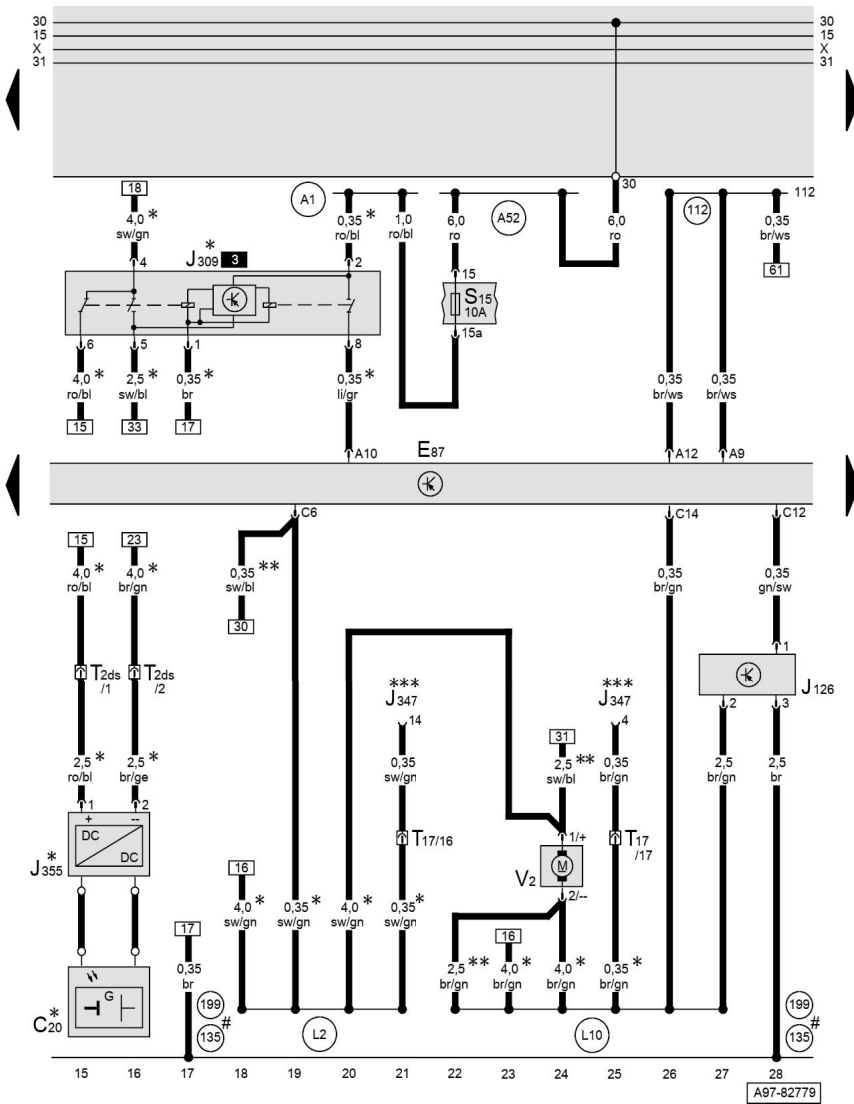 30 30
15 15
X X
31 31
30
18 A1 A52 112 112
4,0 * 0,35 * 1,0 6,0 6,0 0,35
sw/gn ro/bl ro/bl ro ro br/ws
4 2 15 61
J309 * 3
S15
10A
15a
6 5 1 8
4,0 * 2,5 * 0,35 * 0,35 * 0,35 0,35
ro/bl sw/bl br li/gr br/ws br/ws
15 33 17
A10 E87 A12 A9
C6 C14 C12
15 23
4,0 * 4,0 * 0,35 ** 0,35 0,35
ro/bl br/gn sw/bl br/gn gn/sw
30
1
T2ds /1 T2ds /2 J347 *** J347 *** J126
14 4 2 3
31
2,5 * 2,5 * 0,35 2,5 ** 0,35 2,5 2,5
ro/bl br/ge sw/gn sw/bl br/gn br/gn br
1 2
+ --
DC
DC
J355 *
T17/16 1/+ T17 /17
V2 M
2/--
16
4,0 * 0,35 * 4,0 * 0,35 *
sw/gn sw/gn sw/gn sw/gn
17 16
0,35 2,5 ** 4,0 * 4,0 * 0,35 *
br br/gn br/gn br/gn br/gn
G
C20 *
199 199
135 # L2 L10 135 #
15 16 17 18 19 20 21 22 23 24 25 26 27 28
A97-82779